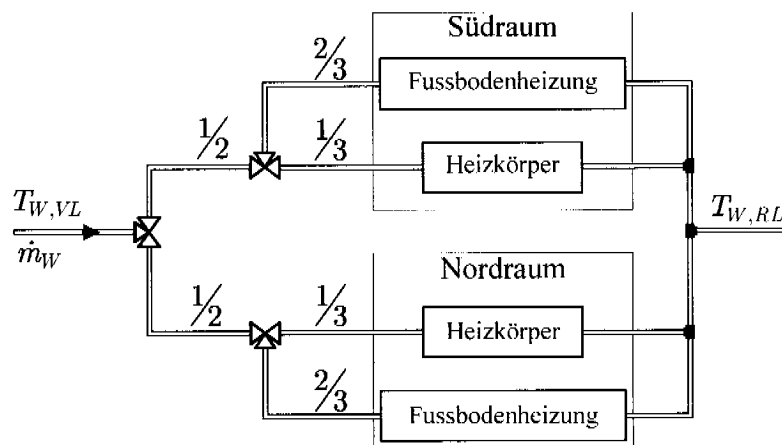 Südraum
2/3
Fussbodenheizung
1/2
1/3
Heizkörper
T_{W,VL}
ṁ_W
T_{W,RL}
Nordraum
1/2
1/3
Heizkörper
2/3
Fussbodenheizung